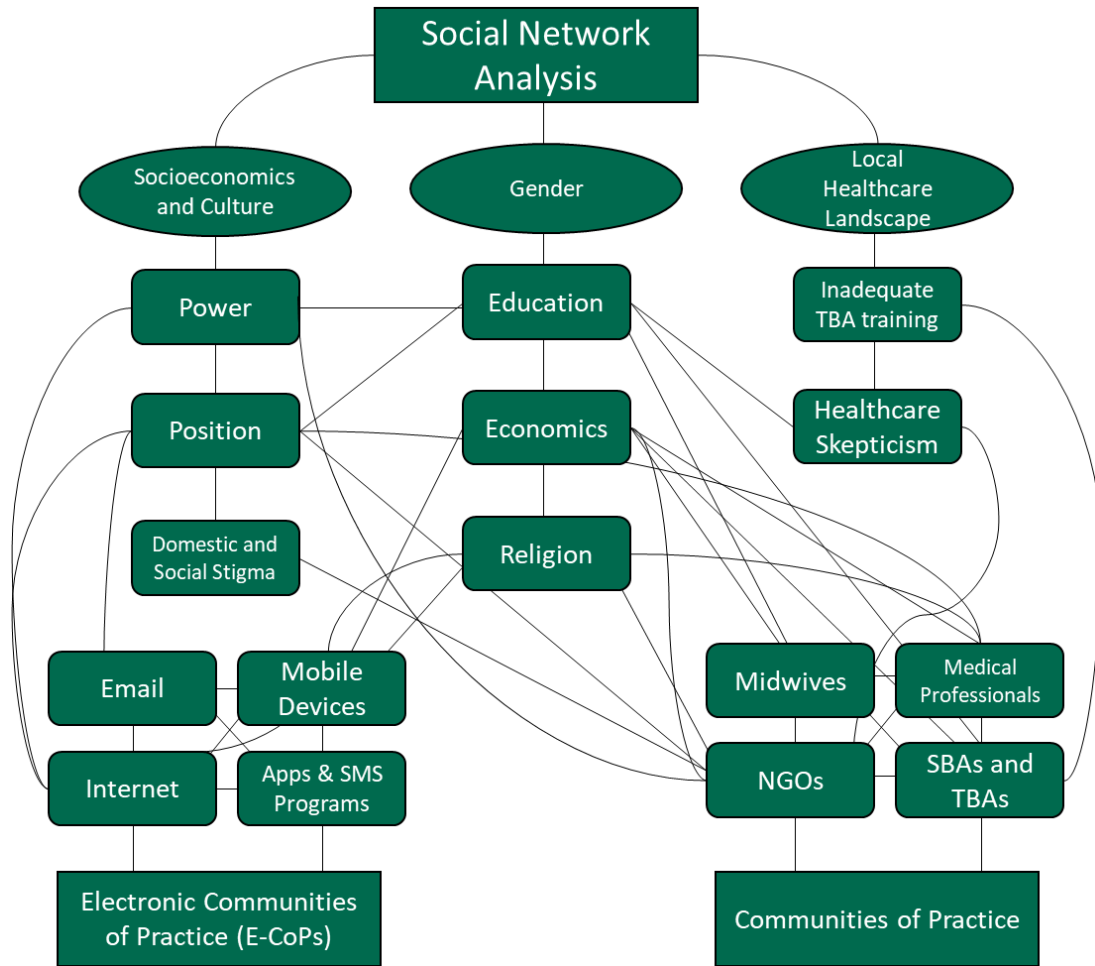 Social Network
Analysis
Socioeconomics
and Culture
Gender
Local
Healthcare
Landscape
Power
Education
Inadequate
TBA training
Position
Economics
Healthcare
Skepticism
Domestic and
Social Stigma
Religion
Email
Mobile
Devices
Midwives
Medical
Professionals
Internet
Apps & SMS
Programs
NGOs
SBAs and
TBAs
Electronic Communities
of Practice (E-CoPs)
Communities of Practice